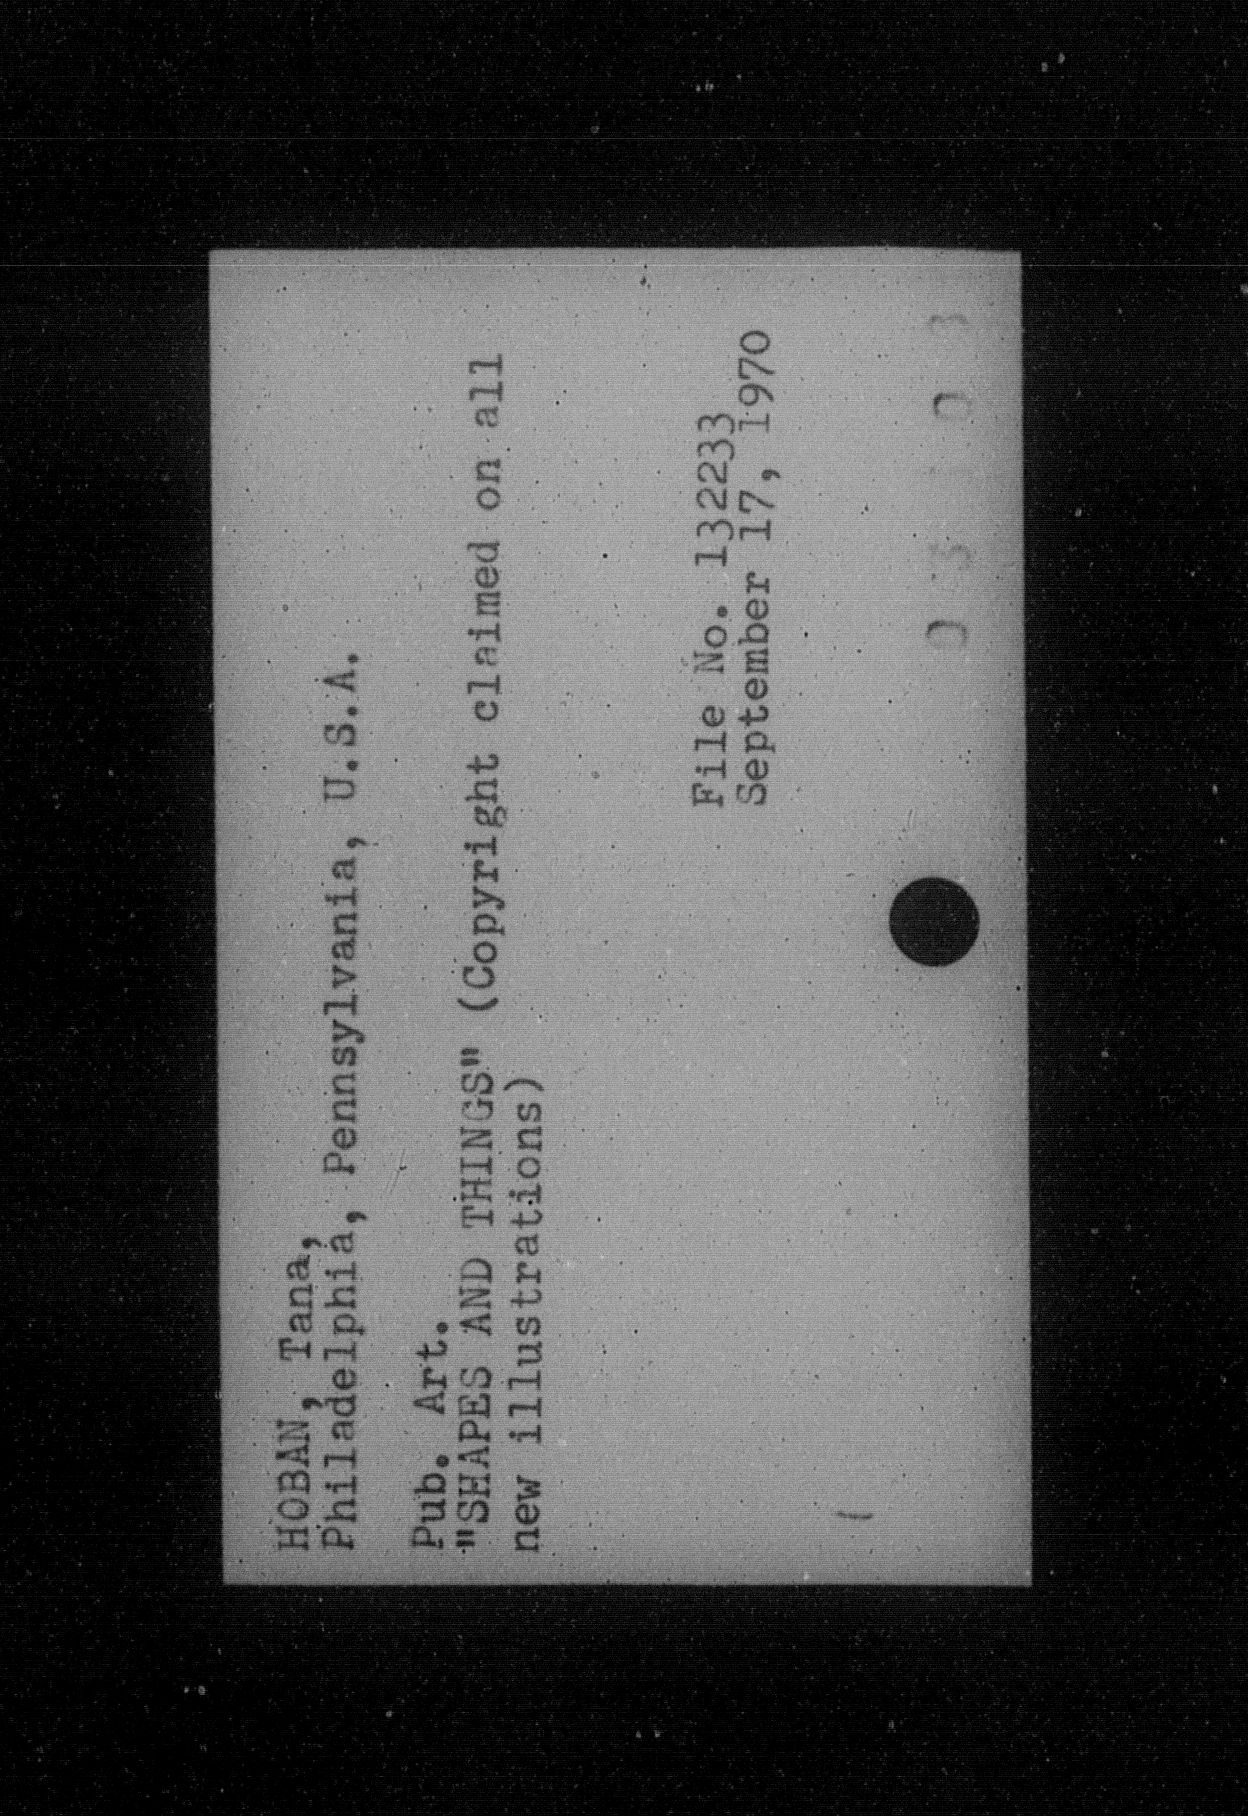 HOBAN, Tana,
Philadelphia, Pennsylvania, U.S.A.
Pub. Art.
"SHAPES AND THINGS" (Copyright claimed on all
new illustrations)
File No. 132233
September 17, 1970